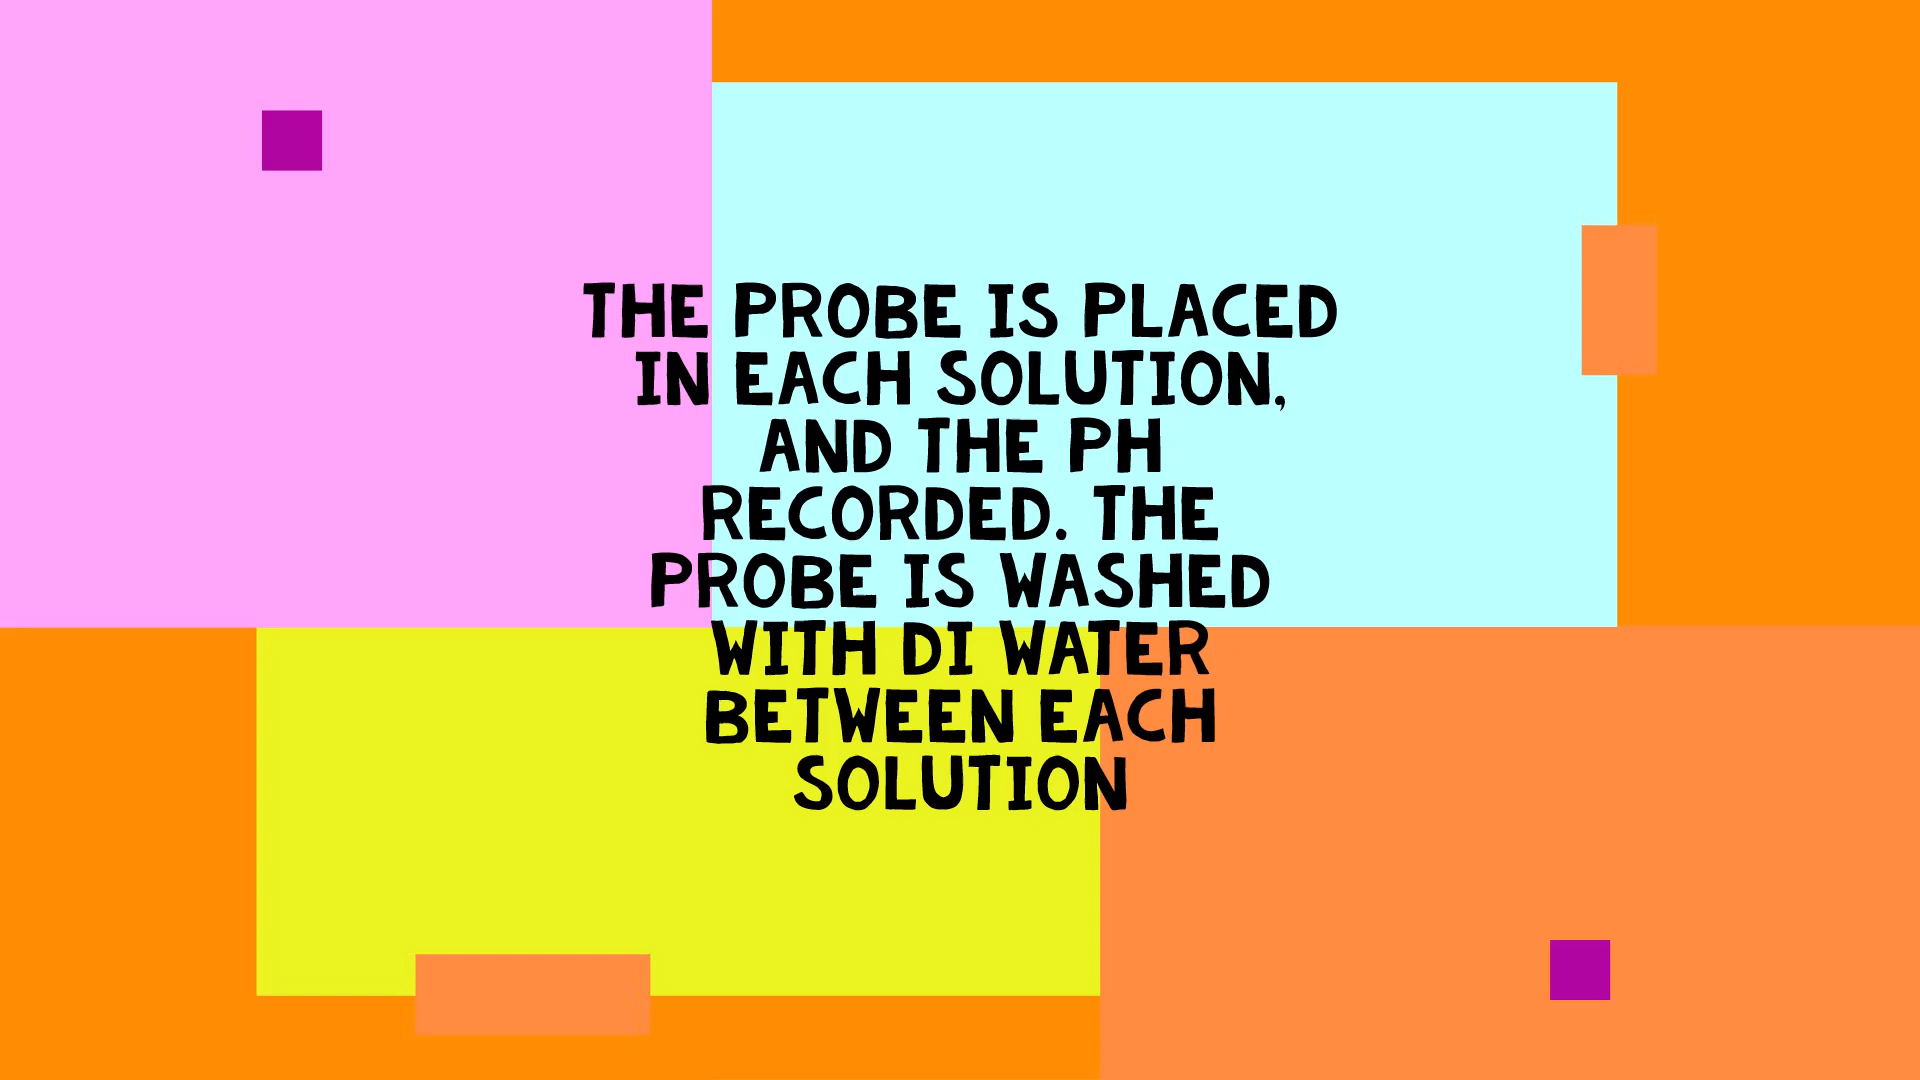 THE PROBE IS PLACED
IN EACH SOLUTION,
AND THE PH
RECORDED. THE
PROBE IS WASHED
WITH DI WATER
BETWEEN EACH
SOLUTION